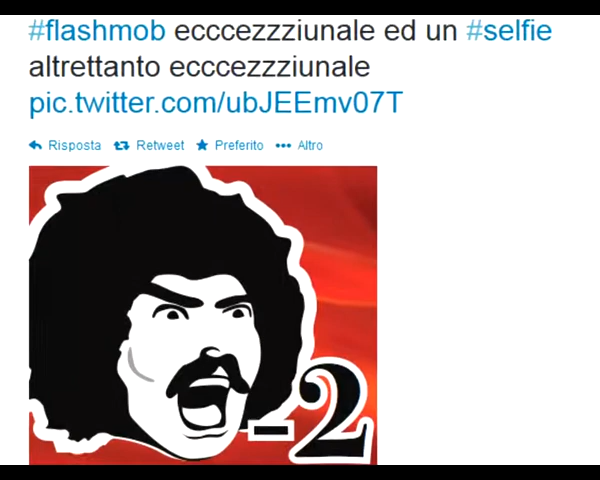 #flashmob ecccezzziunale ed un #selfie
altrettanto ecccezzziunale
pic.twitter.com/ubJEEmv07T
Risposta Retweet Preferito Altro
-2